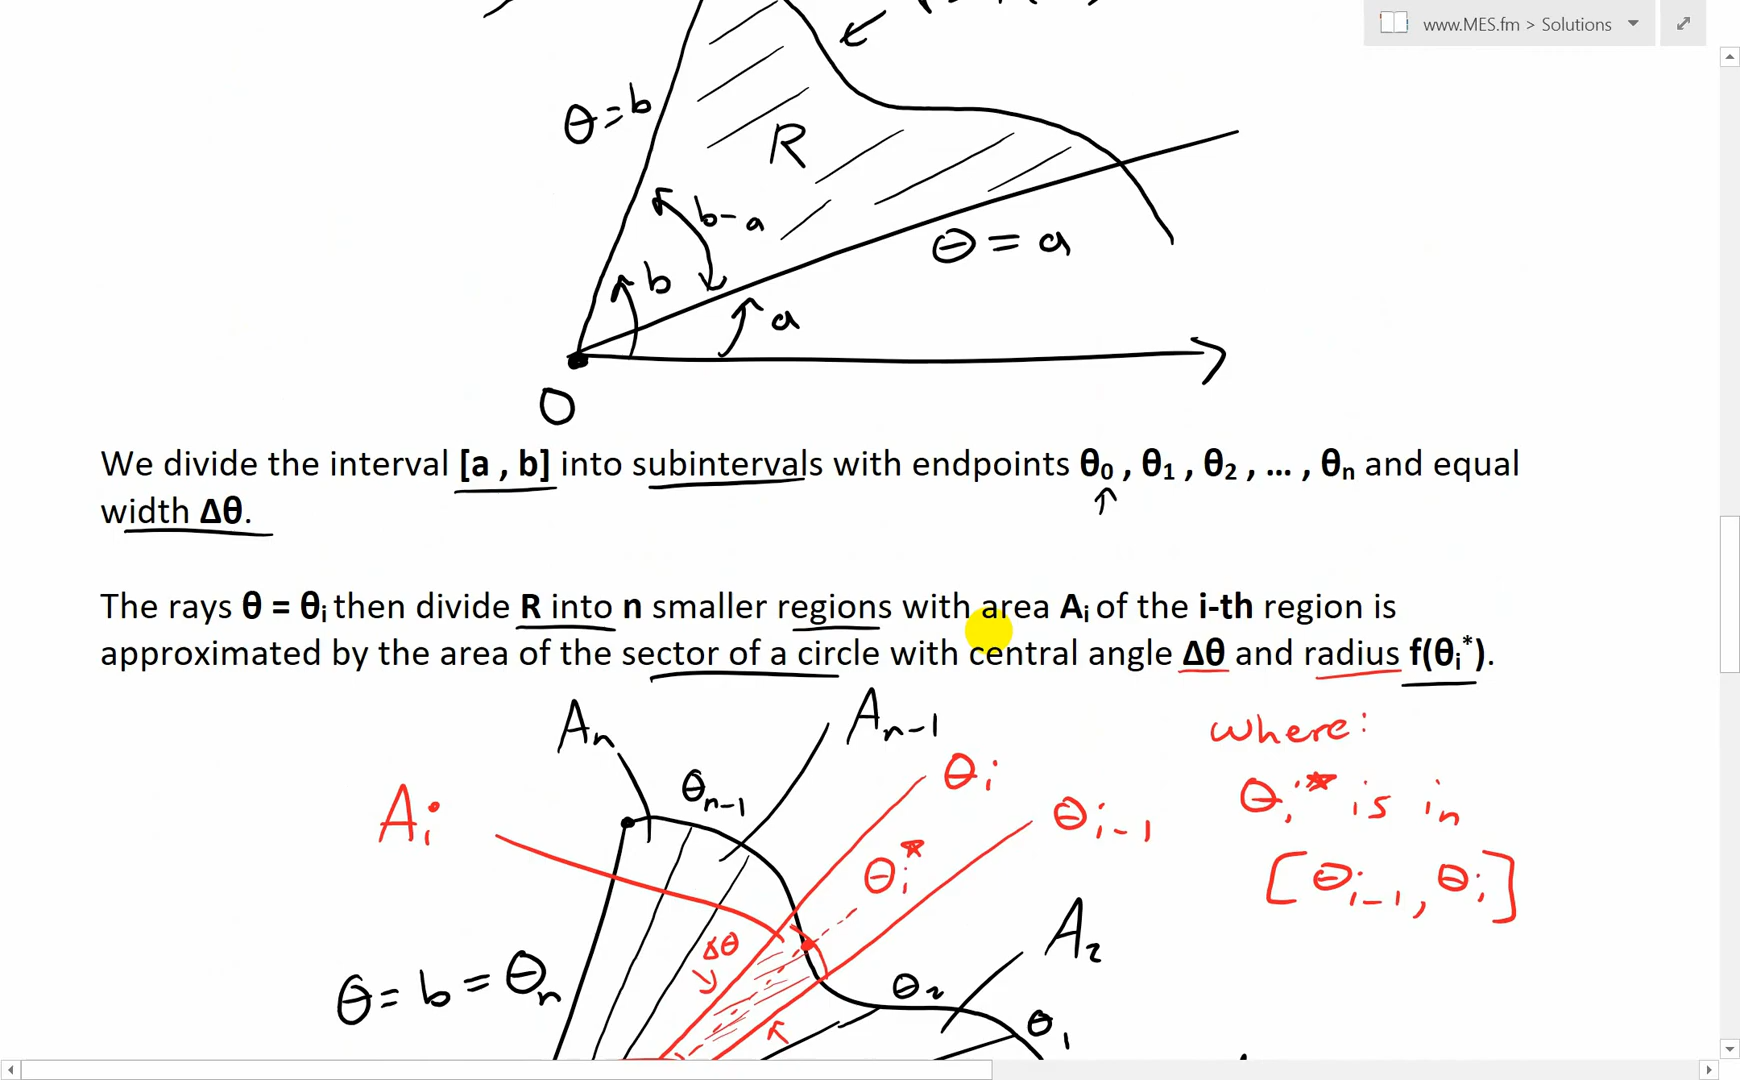 www.MES.fm > Solutions
θ = b
R
b - a
θ = a
b
a
O
We divide the interval [a , b] into subintervals with endpoints θ₀ , θ₁ , θ₂ , ... , θₙ and equal
width Δθ.
The rays θ = θᵢ then divide R into n smaller regions with area Aᵢ of the i-th region is
approximated by the area of the sector of a circle with central angle Δθ and radius f(θᵢ*).
Aₙ
Aₙ₋₁
where:
θᵢ
θₙ₋₁
Aᵢ
θᵢ₋₁
θᵢ* is in
θᵢ*
[θᵢ₋₁, θᵢ]
A₂
Δθ
θ = b = θₙ
θ₂
θ₁